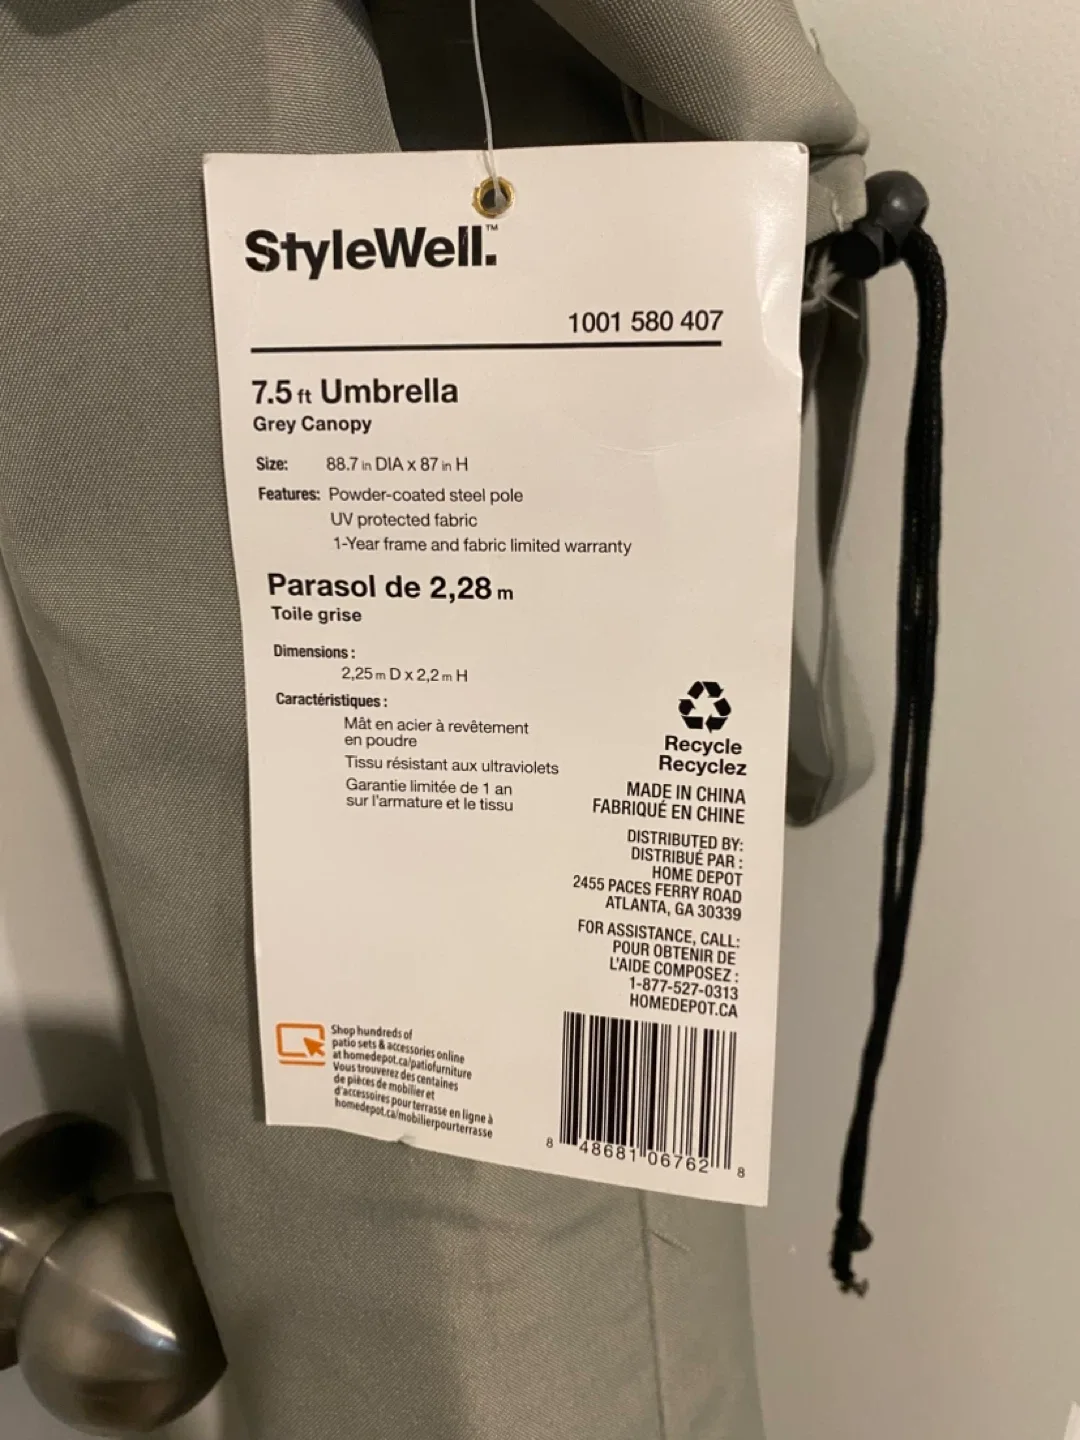 StyleWell.™
1001 580 407
7.5 ft Umbrella
Grey Canopy
Size: 88.7 in DIA x 87 in H
Features: Powder-coated steel pole
UV protected fabric
1-Year frame and fabric limited warranty
Parasol de 2,28 m
Toile grise
Dimensions :
2,25 m D x 2,2 m H
Caractéristiques :
Mât en acier à revêtement
en poudre
Tissu résistant aux ultraviolets
Garantie limitée de 1 an
sur l'armature et le tissu
Recycle
Recyclez
MADE IN CHINA
FABRIQUÉ EN CHINE
DISTRIBUTED BY:
DISTRIBUÉ PAR :
HOME DEPOT
2455 PACES FERRY ROAD
ATLANTA, GA 30339
FOR ASSISTANCE, CALL:
POUR OBTENIR DE
L'AIDE COMPOSEZ :
1-877-527-0313
HOMEDEPOT.CA
Shop hundreds of
patio sets & accessories online
at homedepot.ca/patiofurniture
Vous trouverez des centaines
de pièces de mobilier et
d'accessoires pour terrasse en ligne à
homedepot.ca/mobilierpourterrasse
8 48681 06762 8